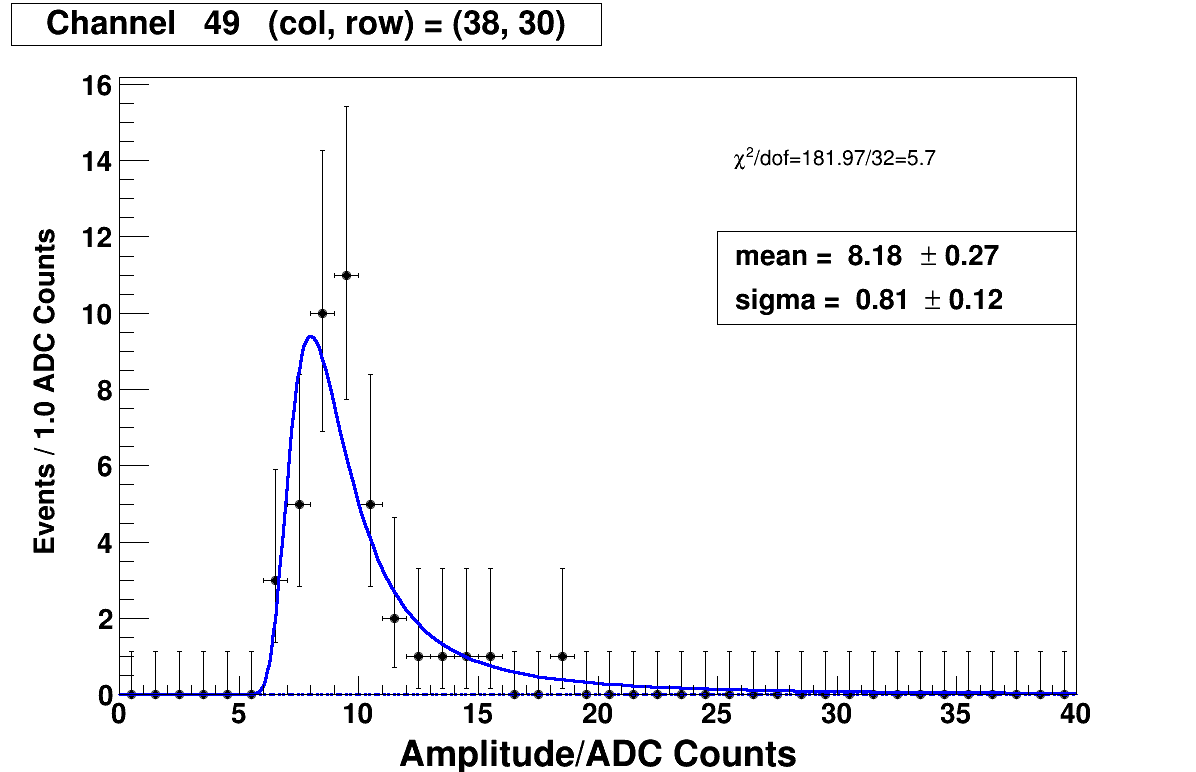 Channel 49 (col, row) = (38, 30)
16
14
12
10
8
6
4
2
0
Events / 1.0 ADC Counts
χ²/dof=181.97/32=5.7
mean = 8.18 ± 0.27
sigma = 0.81 ± 0.12
0 5 10 15 20 25 30 35 40
Amplitude/ADC Counts